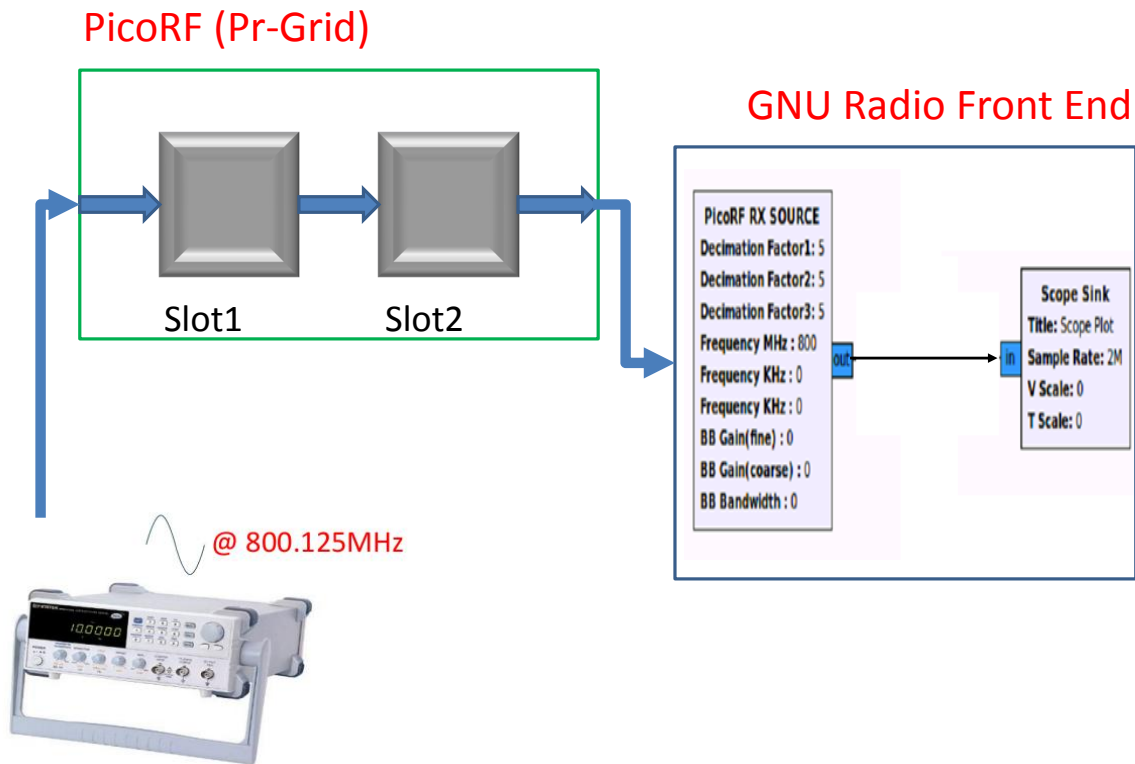 PicoRF (Pr-Grid)
GNU Radio Front End
Slot1
Slot2
PicoRF RX SOURCE
Decimation Factor1: 5
Decimation Factor2: 5
Decimation Factor3: 5
Frequency MHz : 800
Frequency KHz : 0
Frequency KHz : 0
BB Gain(fine) : 0
BB Gain(coarse) : 0
BB Bandwidth : 0
out
in
Scope Sink
Title: Scope Plot
Sample Rate: 2M
V Scale: 0
T Scale: 0
@ 800.125MHz
10.0000